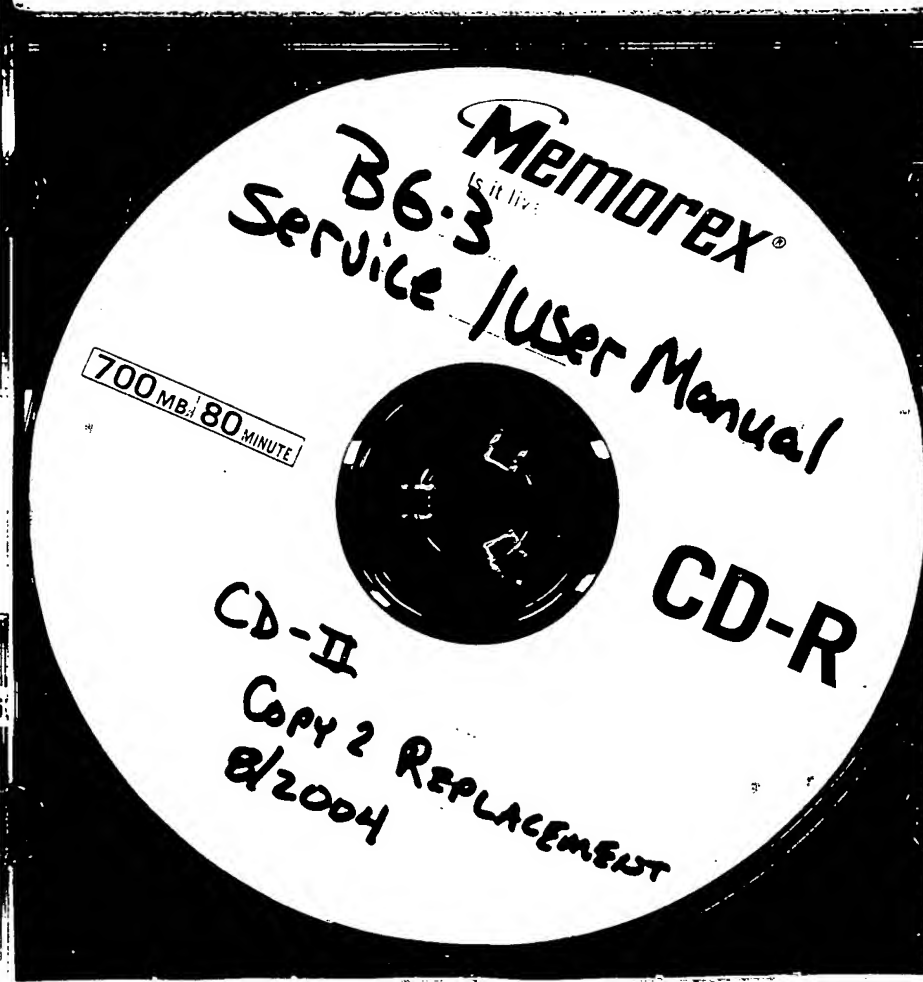 Memorex®
Is it live
B6.3
Service / User Manual
700 MB 80 MINUTE
CD-R
CD-II
COPY 2 REPLACEMENT
8/2004